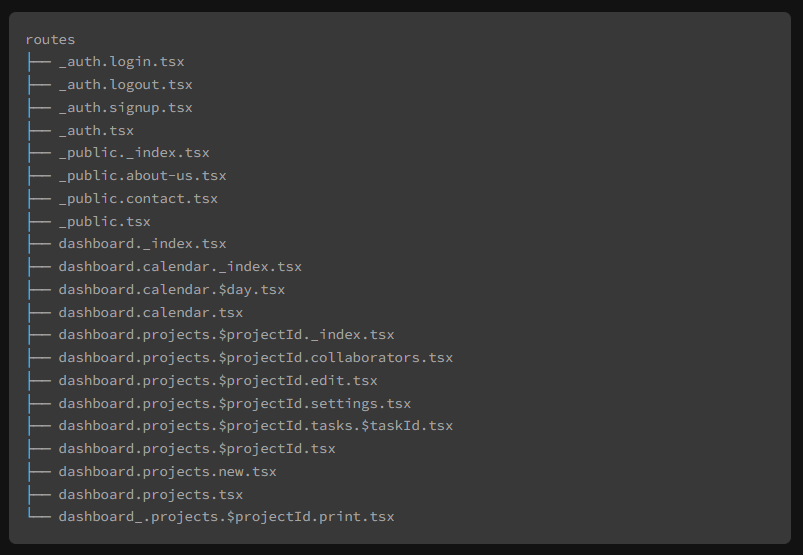 routes
├── _auth.login.tsx
├── _auth.logout.tsx
├── _auth.signup.tsx
├── _auth.tsx
├── _public._index.tsx
├── _public.about-us.tsx
├── _public.contact.tsx
├── _public.tsx
├── dashboard._index.tsx
├── dashboard.calendar._index.tsx
├── dashboard.calendar.$day.tsx
├── dashboard.calendar.tsx
├── dashboard.projects.$projectId._index.tsx
├── dashboard.projects.$projectId.collaborators.tsx
├── dashboard.projects.$projectId.edit.tsx
├── dashboard.projects.$projectId.settings.tsx
├── dashboard.projects.$projectId.tasks.$taskId.tsx
├── dashboard.projects.$projectId.tsx
├── dashboard.projects.new.tsx
├── dashboard.projects.tsx
└── dashboard_.projects.$projectId.print.tsx